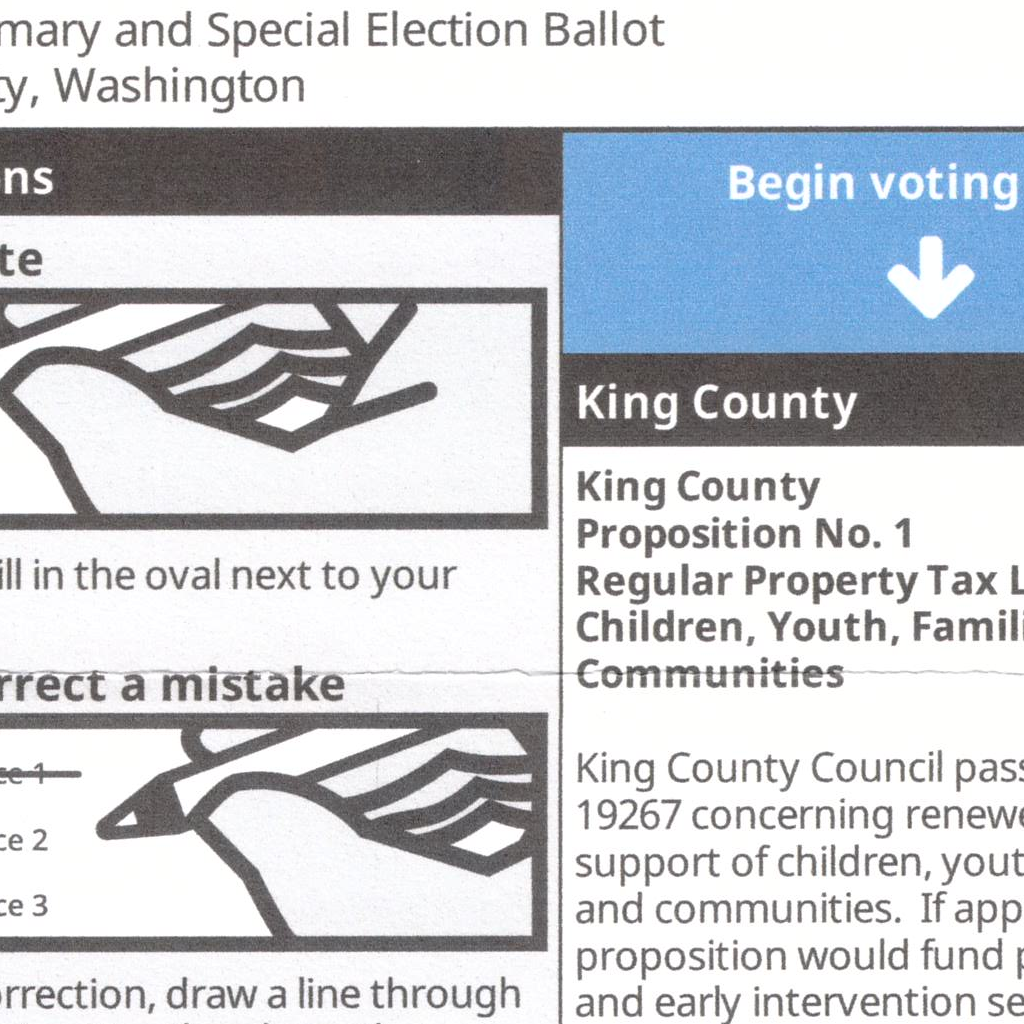 mary and Special Election Ballot
ty, Washington
ns
te
ill in the oval next to your
rrect a mistake
ce 1
ce 2
ce 3
orrection, draw a line through
Begin voting
King County
King County
Proposition No. 1
Regular Property Tax L
Children, Youth, Famili
Communities
King County Council pass
19267 concerning renewe
support of children, yout
and communities. If app
proposition would fund p
and early intervention se